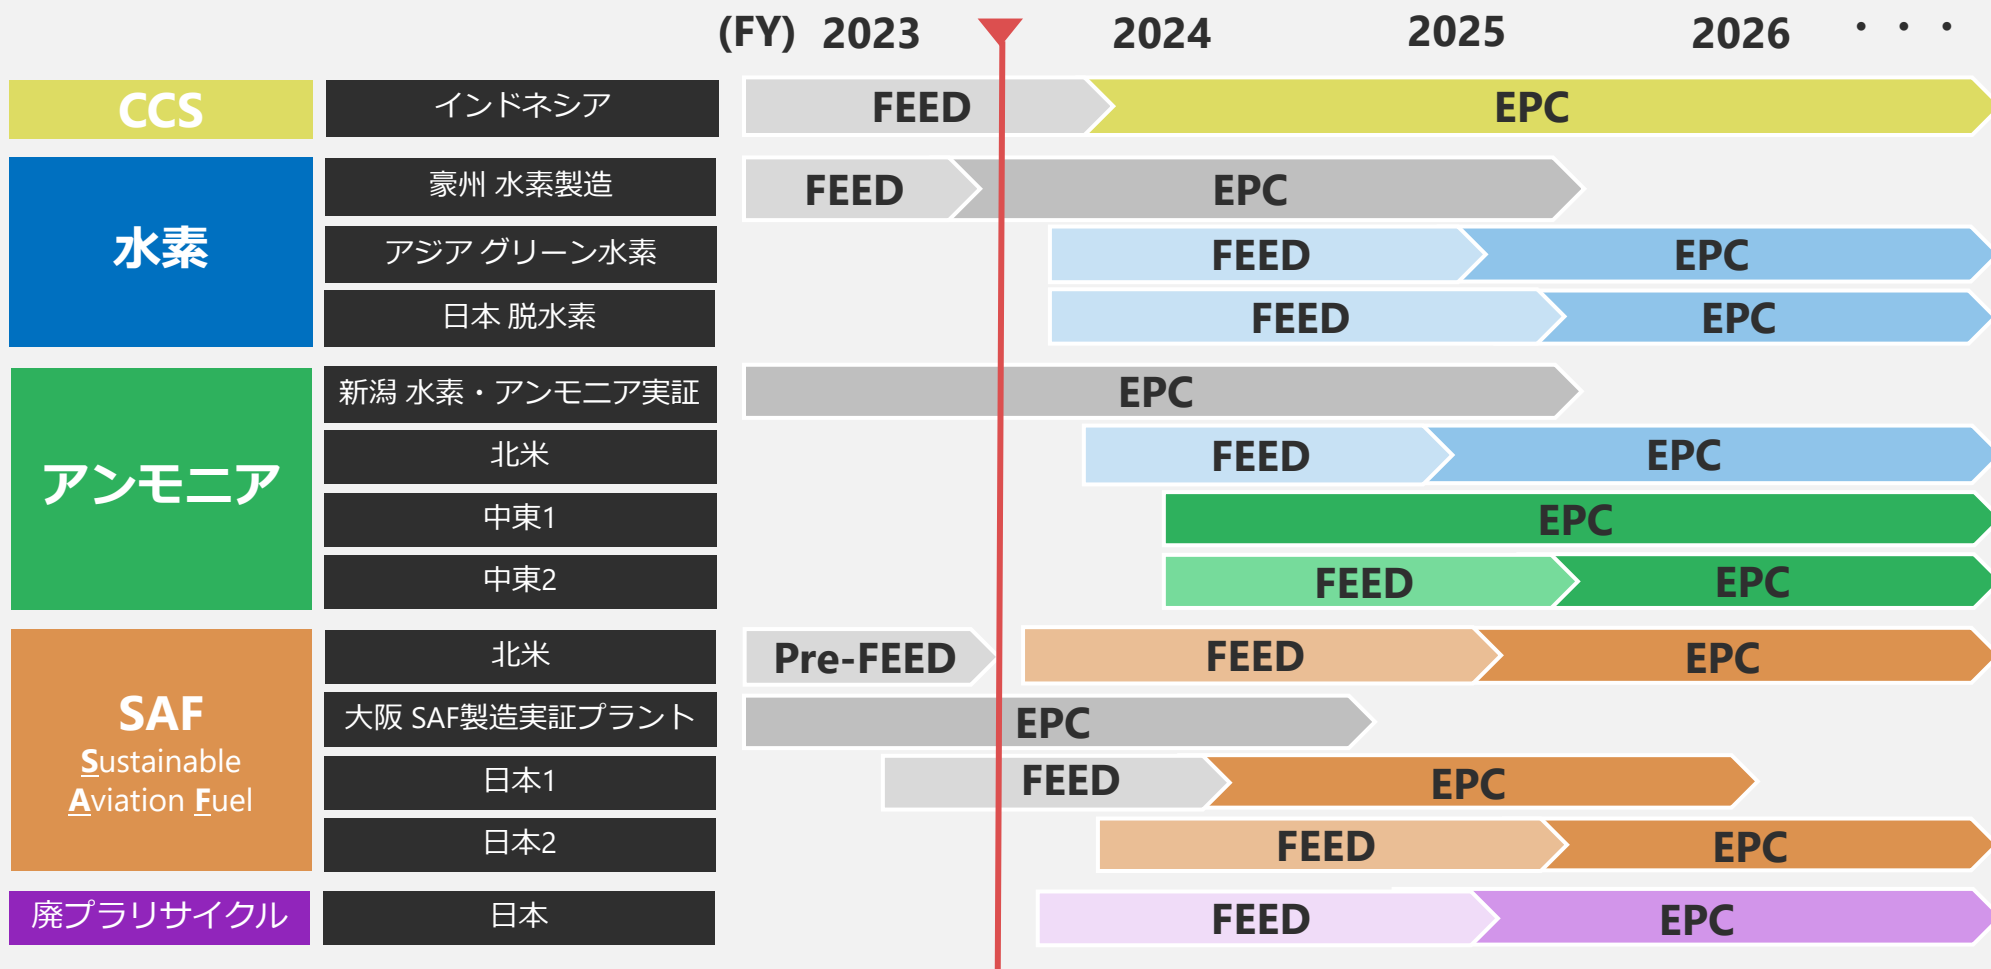 (FY) 2023 2024 2025 2026 ・・・
CCS
インドネシア
FEED
EPC
水素
豪州 水素製造
FEED
EPC
アジア グリーン水素
FEED
EPC
日本 脱水素
FEED
EPC
アンモニア
新潟 水素・アンモニア実証
EPC
北米
FEED
EPC
中東1
EPC
中東2
FEED
EPC
SAF
Sustainable
Aviation Fuel
北米
Pre-FEED
FEED
EPC
大阪 SAF製造実証プラント
EPC
日本1
FEED
EPC
日本2
FEED
EPC
廃プラリサイクル
日本
FEED
EPC